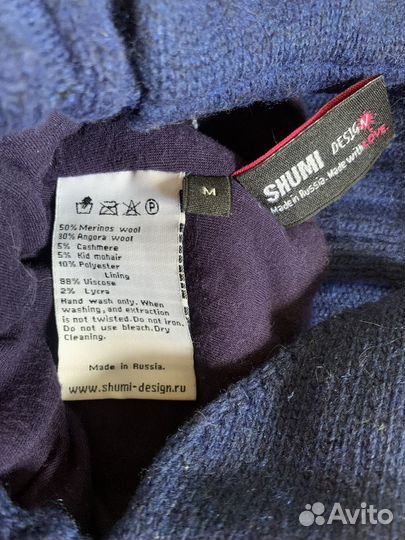 SHUMI DESIGN
Made in Russia. Made with LOVE.
M
50% Merinos wool
30% Angora wool
5% Cashmere
5% Kid mohair
10% Polyester
Lining
98% Viscose
2% Lycra
Hand wash only. When
washing, and extraction
is not twisted. Do not iron.
Do not use bleach. Dry
Cleaning.
Made in Russia.
www.shumi-design.ru
Avito